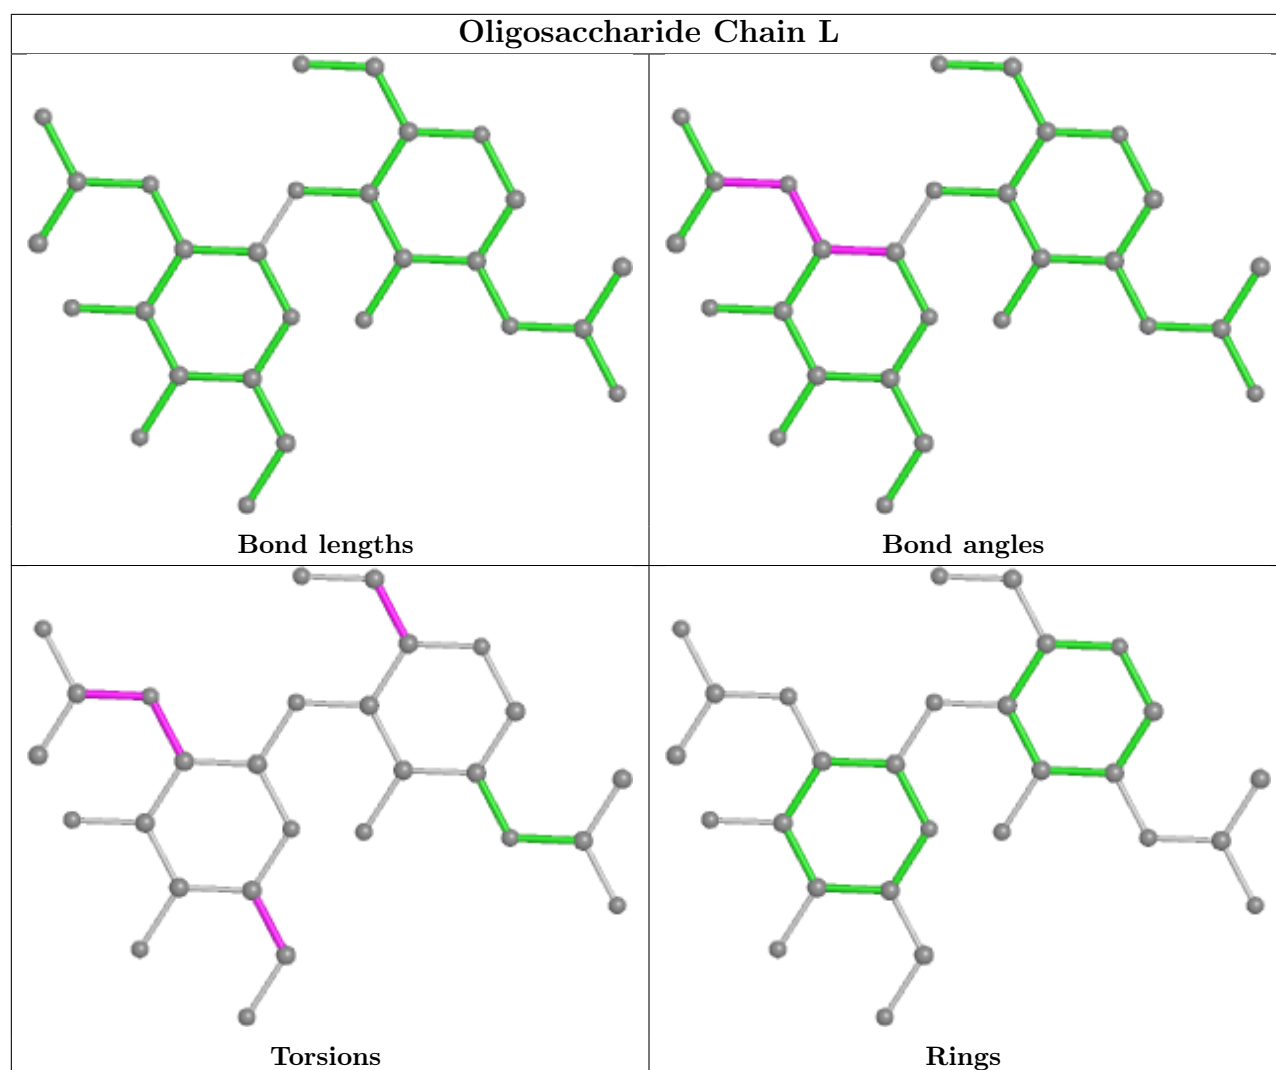 Oligosaccharide Chain L
Bond lengths
Bond angles
Torsions
Rings